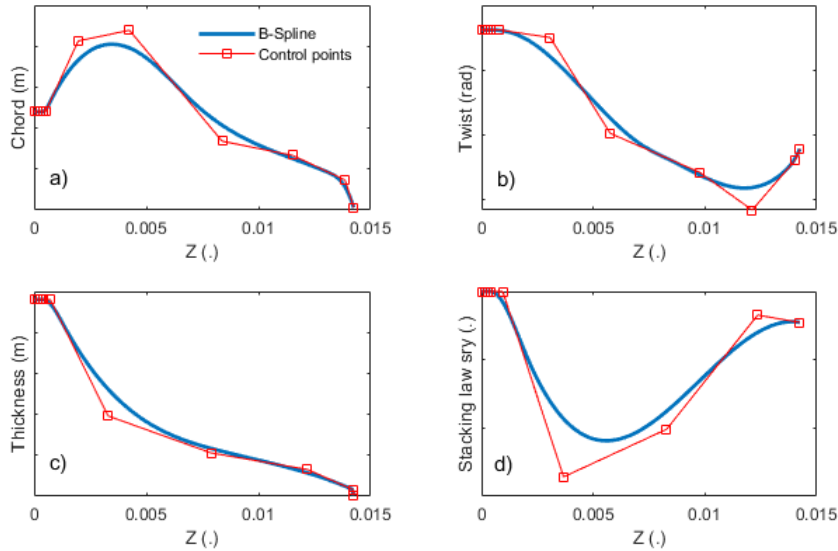 B-Spline
Control points
Chord (m)
a)
0 0.005 0.01 0.015
Z (.)
Twist (rad)
b)
0 0.005 0.01 0.015
Z (.)
Thickness (m)
c)
0 0.005 0.01 0.015
Z (.)
Stacking law sry (.)
d)
0 0.005 0.01 0.015
Z (.)